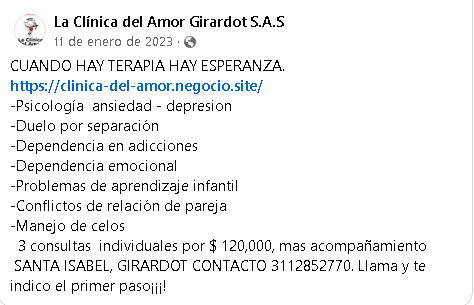 La Clínica del Amor Girardot S.A.S
11 de enero de 2023 ·
CUANDO HAY TERAPIA HAY ESPERANZA.
https://clinica-del-amor.negocio.site/
-Psicología  ansiedad - depresion
-Duelo por separación
-Dependencia en adicciones
-Dependencia emocional
-Problemas de aprendizaje infantil
-Conflictos de relación de pareja
-Manejo de celos
3 consultas  individuales por $ 120,000, mas acompañamiento
SANTA ISABEL, GIRARDOT CONTACTO 3112852770. Llama y te
indico el primer paso¡¡¡!